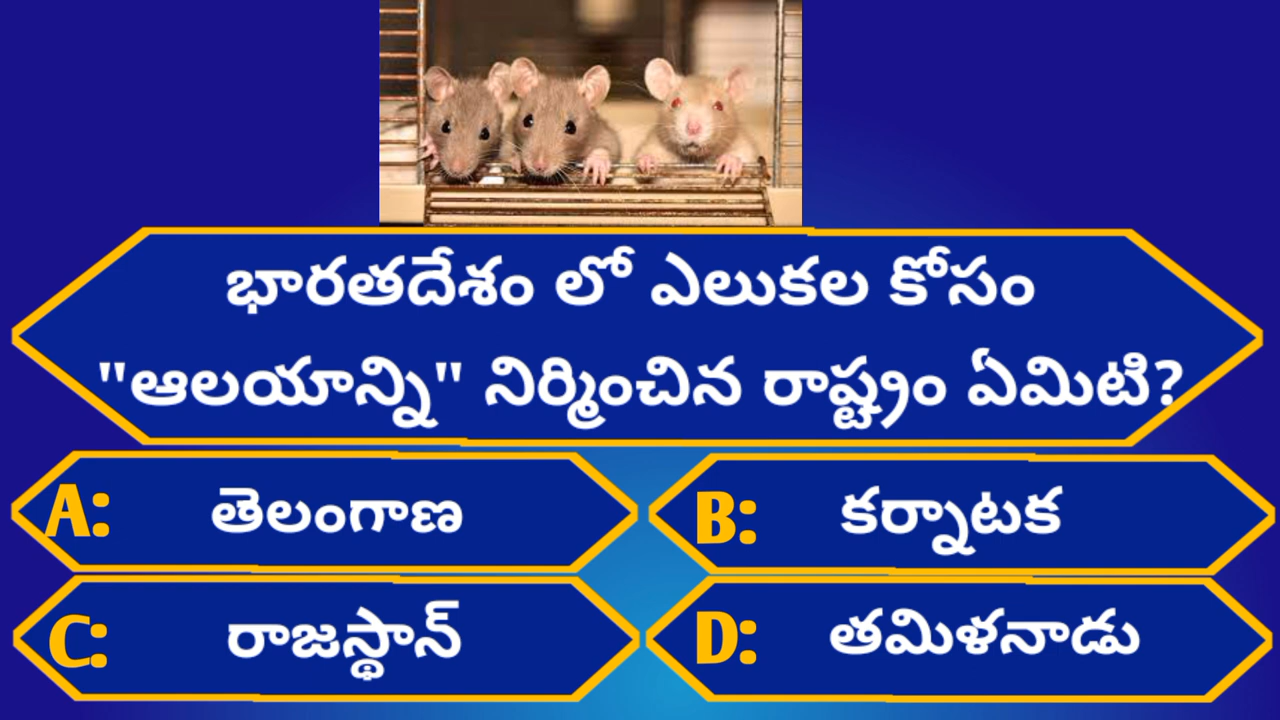 భారతదేశం లో ఎలుకల కోసం
"ఆలయాన్ని" నిర్మించిన రాష్ట్రం ఏమిటి?
A: తెలంగాణ
B: కర్నాటక
C: రాజస్థాన్
D: తమిళనాడు